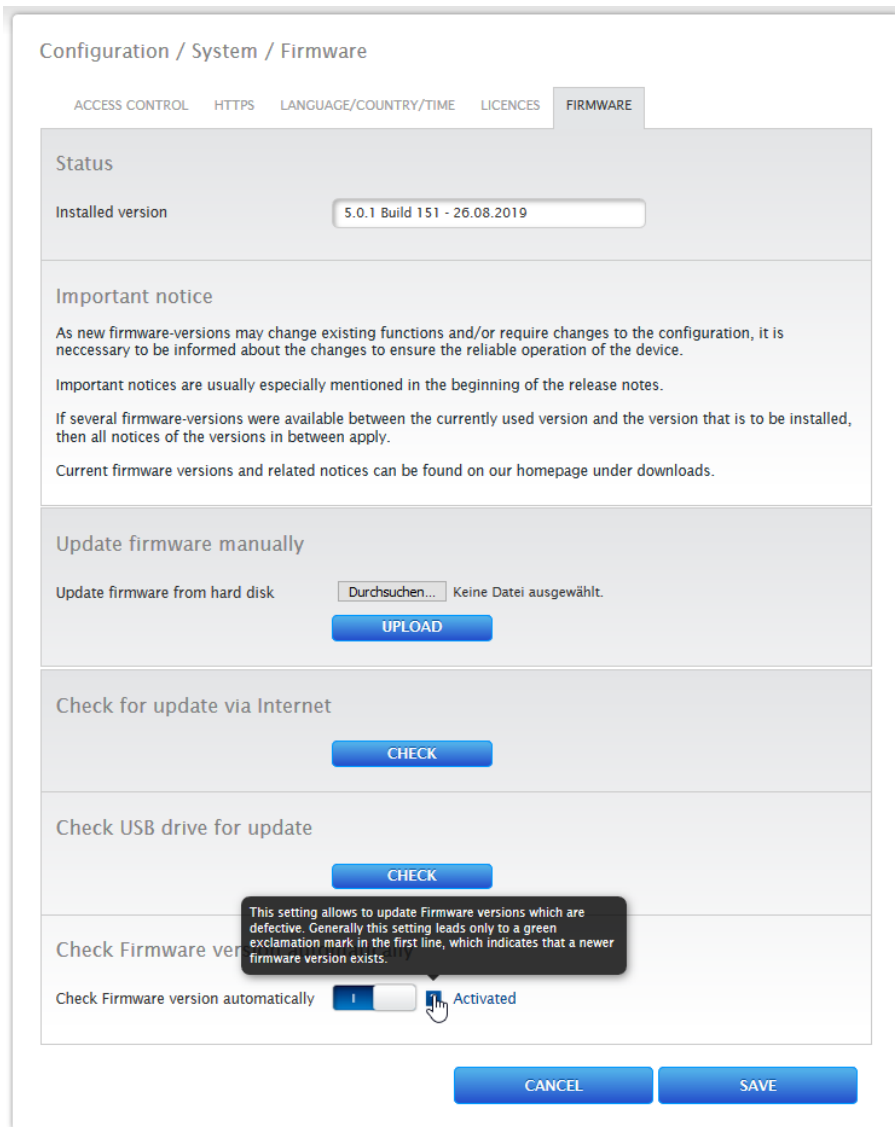 Configuration / System / Firmware
ACCESS CONTROL HTTPS LANGUAGE/COUNTRY/TIME LICENCES FIRMWARE
Status
Installed version 5.0.1 Build 151 - 26.08.2019
Important notice
As new firmware-versions may change existing functions and/or require changes to the configuration, it is
neccessary to be informed about the changes to ensure the reliable operation of the device.
Important notices are usually especially mentioned in the beginning of the release notes.
If several firmware-versions were available between the currently used version and the version that is to be installed,
then all notices of the versions in between apply.
Current firmware versions and related notices can be found on our homepage under downloads.
Update firmware manually
Update firmware from hard disk Durchsuchen... Keine Datei ausgewählt.
UPLOAD
Check for update via Internet
CHECK
Check USB drive for update
CHECK
This setting allows to update Firmware versions which are
defective. Generally this setting leads only to a green
exclamation mark in the first line, which indicates that a newer
firmware version exists.
Check Firmware version automatically
Check Firmware version automatically I Activated
CANCEL SAVE